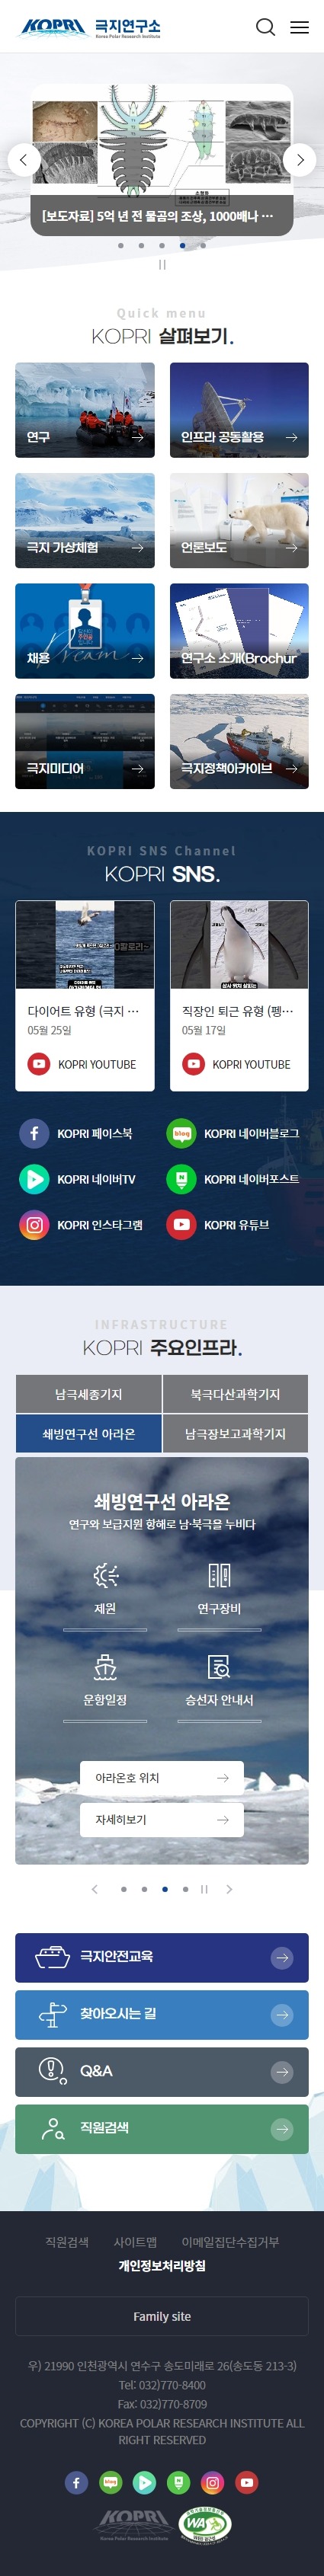 KOPRI 극지연구소
Korea Polar Research Institute
[보도자료] 5억 년 전 물곰의 조상, 1000배나 …
Quick menu
KOPRI 살펴보기.
연구
인프라 공동활용
극지 가상체험
언론보도
채용
연구소 소개(Brochur
극지미디어
극지정책아카이브
KOPRI SNS Channel
KOPRI SNS.
다이어트 유형 (극지 …
05월 25일
KOPRI YOUTUBE
직장인 퇴근 유형 (펭…
05월 17일
KOPRI YOUTUBE
KOPRI 페이스북
KOPRI 네이버블로그
KOPRI 네이버TV
KOPRI 네이버포스트
KOPRI 인스타그램
KOPRI 유튜브
INFRASTRUCTURE
KOPRI 주요인프라.
남극세종기지
북극다산과학기지
쇄빙연구선 아라온
남극장보고과학기지
쇄빙연구선 아라온
연구와 보급지원 항해로 남·북극을 누비다
제원
연구장비
운항일정
승선자 안내서
아라온호 위치
자세히보기
극지안전교육
찾아오시는 길
Q&A
직원검색
직원검색
사이트맵
이메일집단수집거부
개인정보처리방침
Family site
우) 21990 인천광역시 연수구 송도미래로 26(송도동 213-3)
Tel: 032)770-8400
Fax: 032)770-8709
COPYRIGHT (C) KOREA POLAR RESEARCH INSTITUTE ALL
RIGHT RESERVED
KOPRI
Korea Polar Research Institute
WA